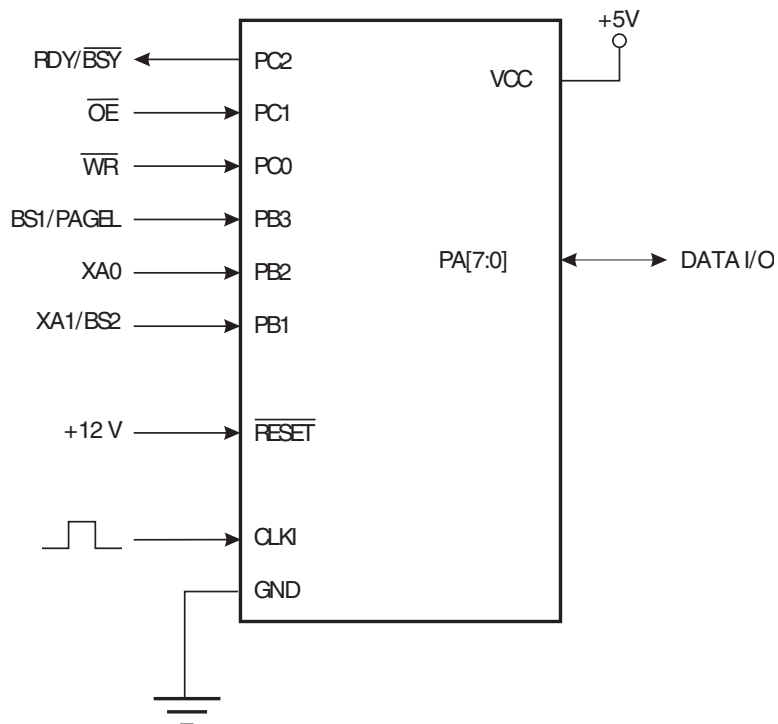 +5V
RDY/BSY PC2
VCC
OE PC1
WR PC0
BS1/PAGEL PB3
XA0 PB2 PA[7:0] DATA I/O
XA1/BS2 PB1
+12 V RESET
CLKI
GND